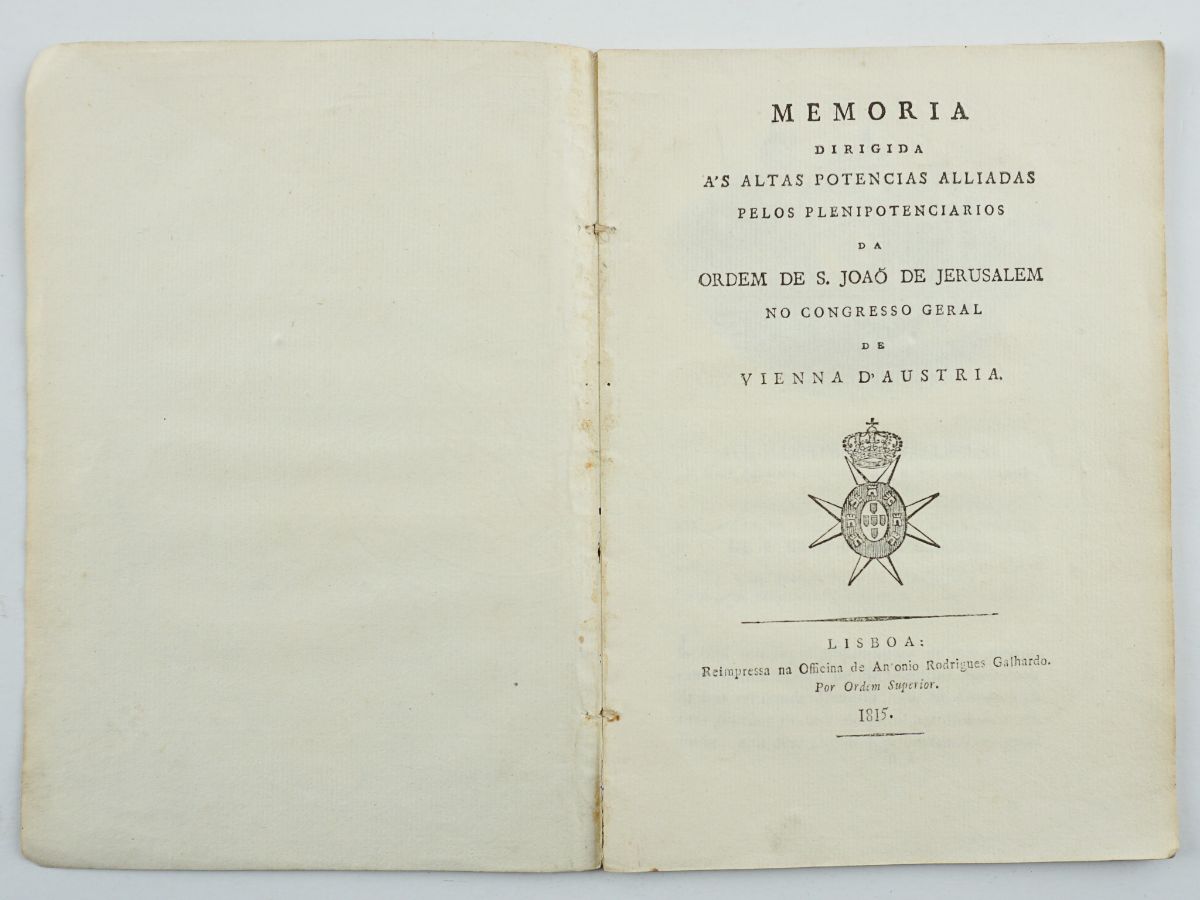 MEMORIA
DIRIGIDA
A'S ALTAS POTENCIAS ALLIADAS
PELOS PLENIPOTENCIARIOS
DA
ORDEM DE S. JOAÕ DE JERUSALEM
NO CONGRESSO GERAL
DE
VIENNA D'AUSTRIA.
LISBOA:
Reimpressa na Officina de Antonio Rodrigues Galhardo.
Por Ordem Superior.
1815.